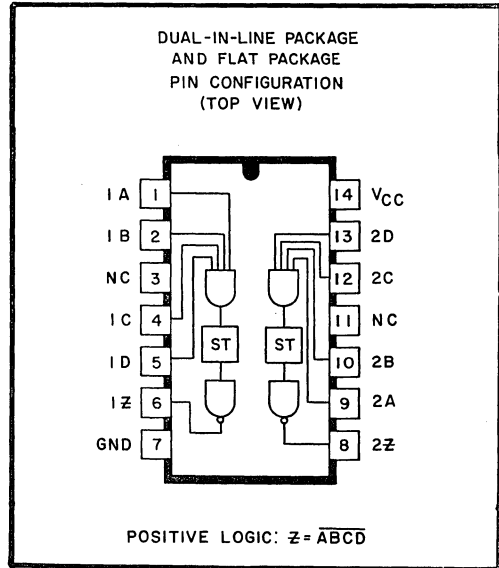 DUAL-IN-LINE PACKAGE
AND FLAT PACKAGE
PIN CONFIGURATION
(TOP VIEW)
1A 1 14 VCC
1B 2 13 2D
NC 3 12 2C
1C 4 11 NC
1D 5 10 2B
1Z 6 9 2A
GND 7 8 2Z
ST ST
POSITIVE LOGIC: Z = A̅B̅C̅D̅